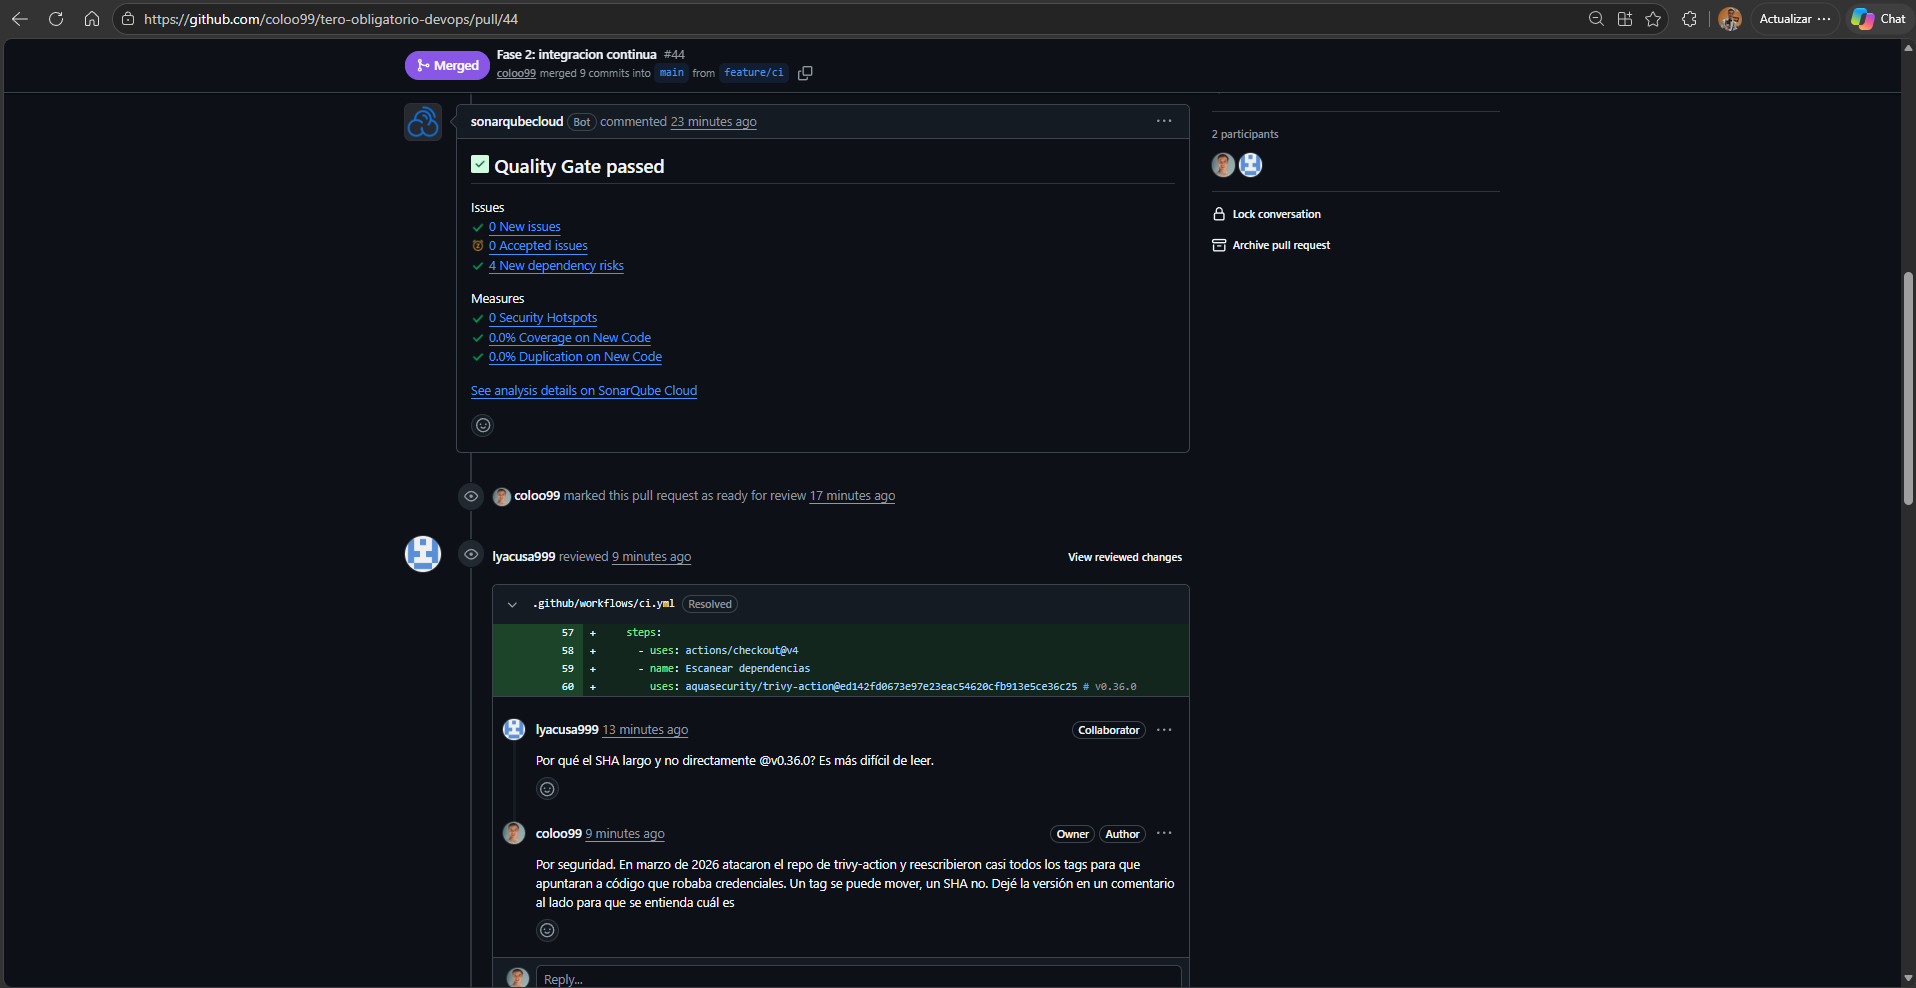 https://github.com/coloo99/tero-obligatorio-devops/pull/44
Actualizar
Chat
Merged
Fase 2: integracion continua #44
coloo99 merged 9 commits into main from feature/ci
sonarqubecloud Bot commented 23 minutes ago
Quality Gate passed
Issues
0 New issues
0 Accepted issues
4 New dependency risks
Measures
0 Security Hotspots
0.0% Coverage on New Code
0.0% Duplication on New Code
See analysis details on SonarQube Cloud
2 participants
Lock conversation
Archive pull request
coloo99 marked this pull request as ready for review 17 minutes ago
lyacusa999 reviewed 9 minutes ago
View reviewed changes
.github/workflows/ci.yml Resolved
57 + steps:
58 + - uses: actions/checkout@v4
59 + - name: Escanear dependencias
60 + uses: aquasecurity/trivy-action@ed142fd0673e97e23eac54620cfb913e5ce36c25 # v0.36.0
lyacusa999 13 minutes ago
Collaborator
Por qué el SHA largo y no directamente @v0.36.0? Es más difícil de leer.
coloo99 9 minutes ago
Owner Author
Por seguridad. En marzo de 2026 atacaron el repo de trivy-action y reescribieron casi todos los tags para que
apuntaran a código que robaba credenciales. Un tag se puede mover, un SHA no. Dejé la versión en un comentario
al lado para que se entienda cuál es
Reply...